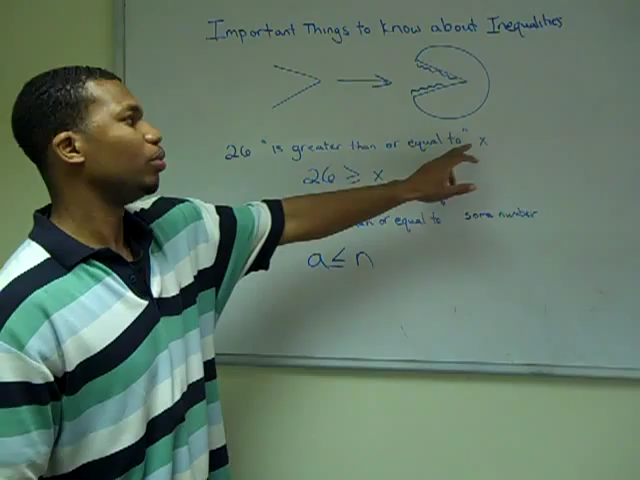 Important Things to Know about Inequalities
> →
26 "is greater than or equal to" x
26 ≥ x
or equal to some number
a ≤ n